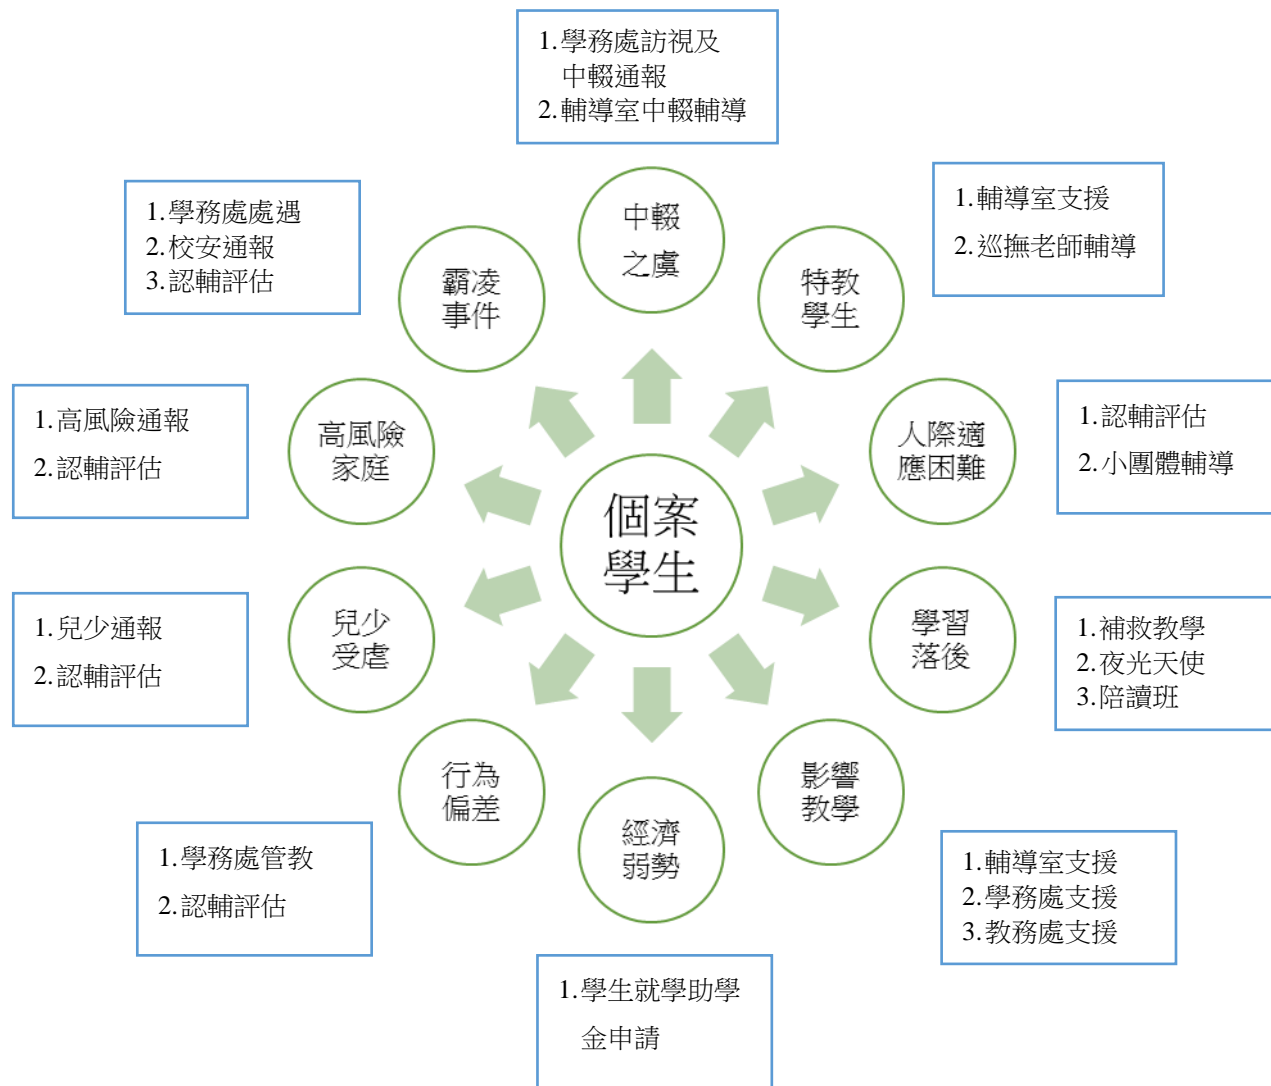 1.學務處訪視及
中輟通報
2.輔導室中輟輔導
中輟
之虞
1.輔導室支援
2.巡撫老師輔導
特教
學生
1.認輔評估
2.小團體輔導
人際適
應困難
1.補救教學
2.夜光天使
3.陪讀班
學習
落後
1.輔導室支援
2.學務處支援
3.教務處支援
影響
教學
1.學生就學助學
金申請
經濟
弱勢
1.學務處管教
2.認輔評估
行為
偏差
1.兒少通報
2.認輔評估
兒少
受虐
1.高風險通報
2.認輔評估
高風險
家庭
1.學務處處遇
2.校安通報
3.認輔評估
霸凌
事件
個案
學生